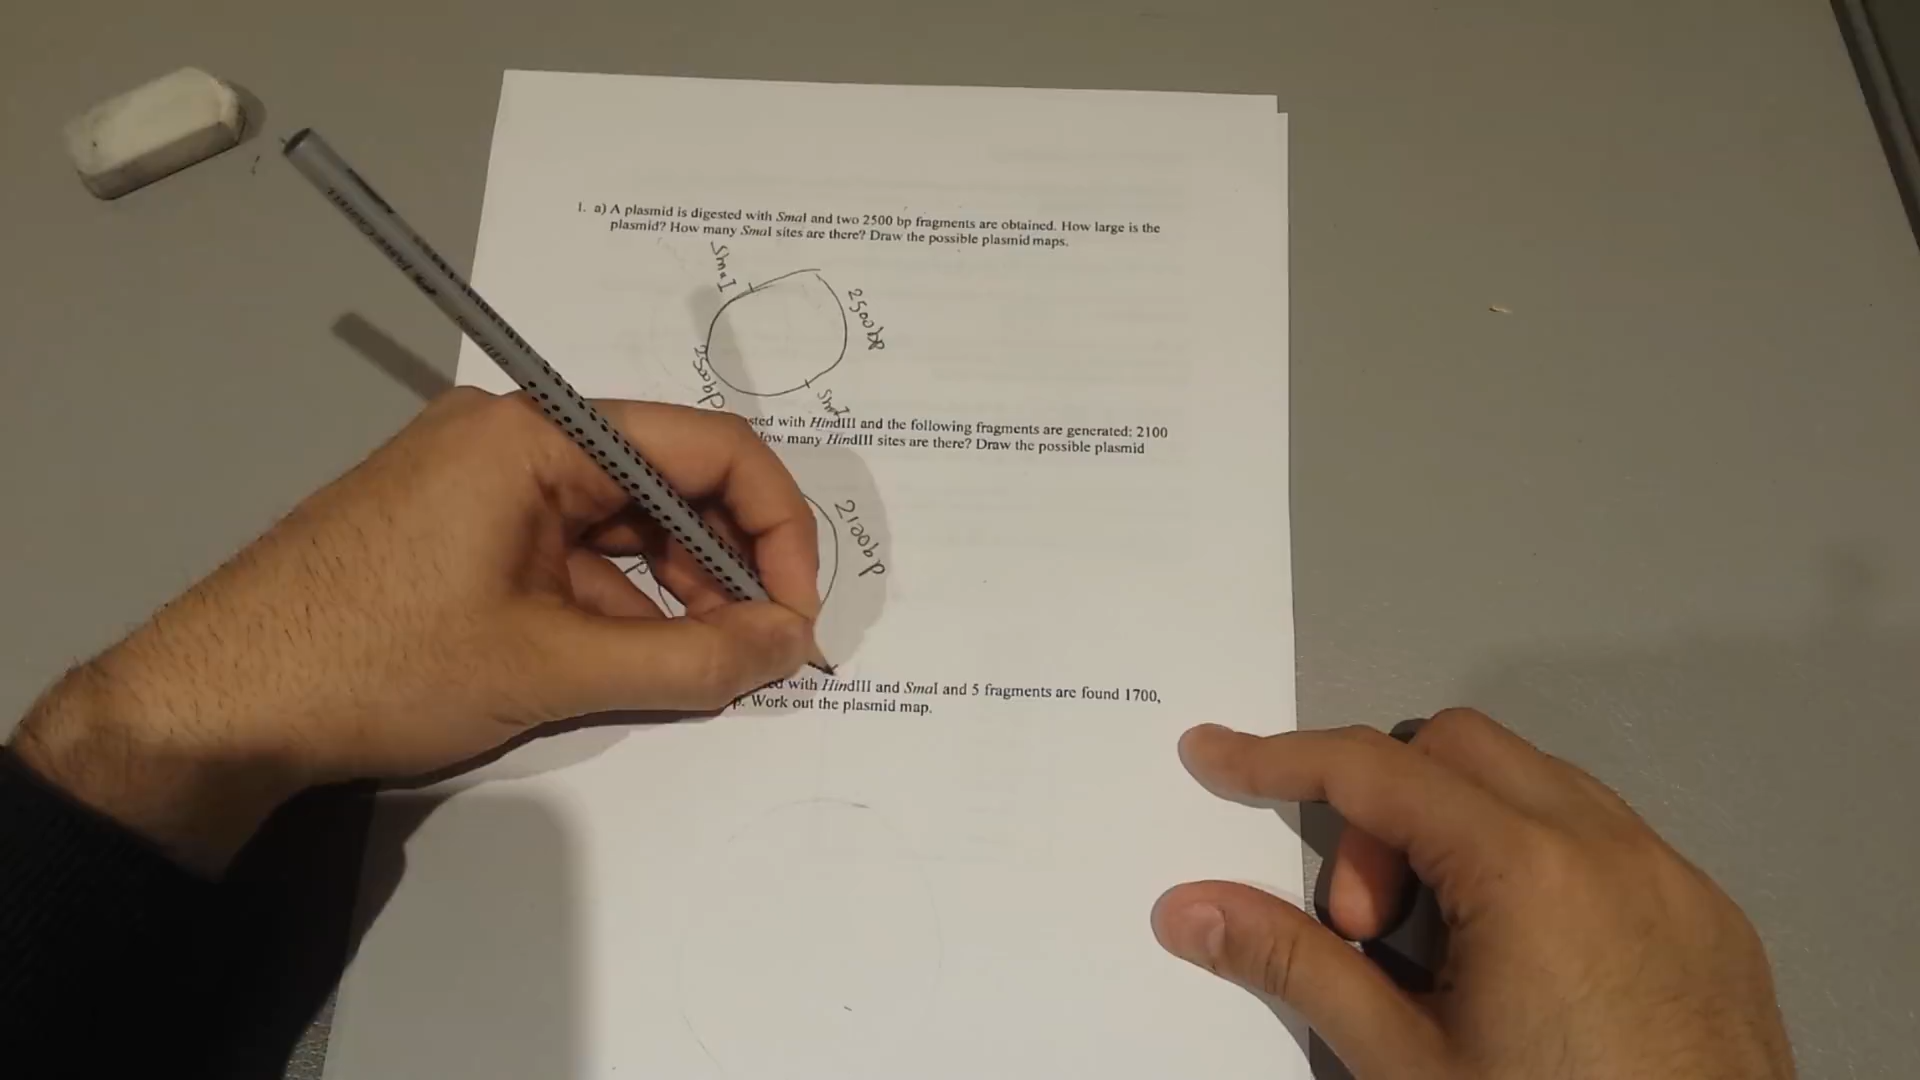 1. a) A plasmid is digested with SmaI and two 2500 bp fragments are obtained. How large is the
plasmid? How many SmaI sites are there? Draw the possible plasmid maps.
SmaI
2500bp
2500bp
SmaI
with HindIII and the following fragments are generated: 2100
How many HindIII sites are there? Draw the possible plasmid
2100bp
with HindIII and SmaI and 5 fragments are found 1700,
Work out the plasmid map.